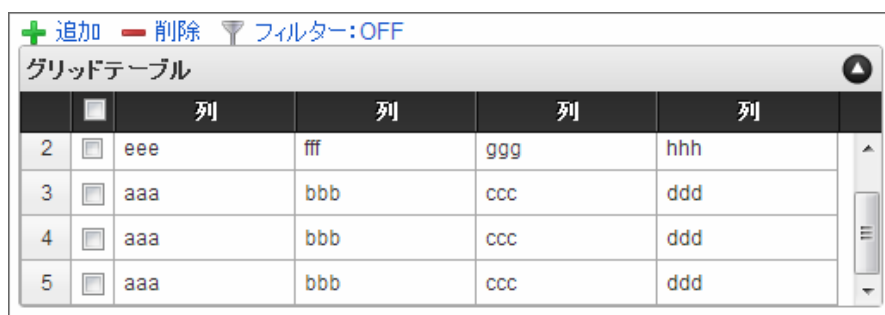 追加 削除 フィルター:OFF
グリッドテーブル
列 列 列 列
2 eee fff ggg hhh
3 aaa bbb ccc ddd
4 aaa bbb ccc ddd
5 aaa bbb ccc ddd